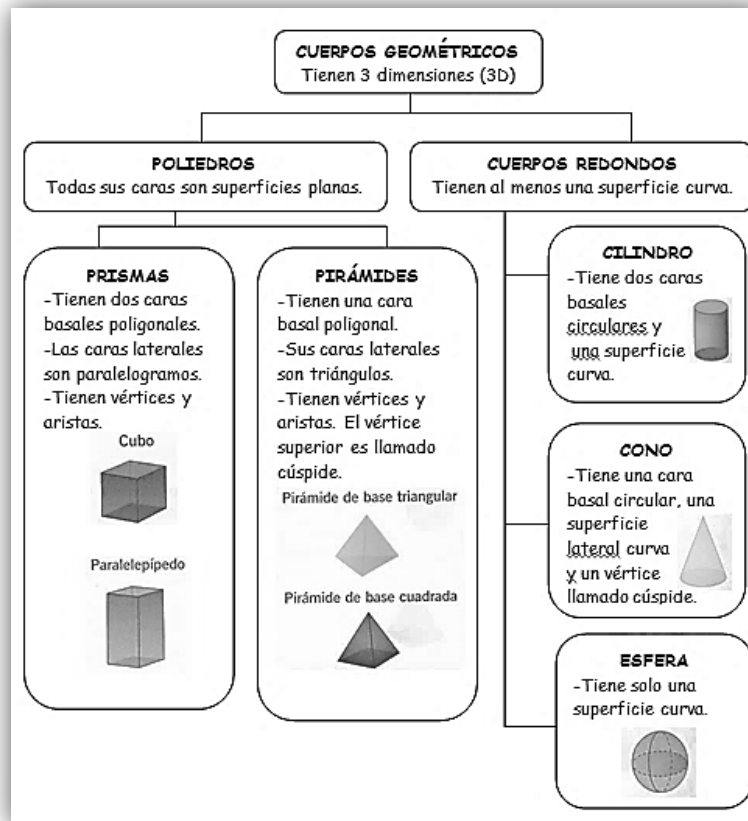 CUERPOS GEOMÉTRICOS
Tienen 3 dimensiones (3D)
POLIEDROS
Todas sus caras son superficies planas.
CUERPOS REDONDOS
Tienen al menos una superficie curva.
PRISMAS
-Tienen dos caras
basales poligonales.
-Las caras laterales
son paralelogramos.
-Tienen vértices y
aristas.
Cubo
Paralelepípedo
PIRÁMIDES
-Tienen una cara
basal poligonal.
-Sus caras laterales
son triángulos.
-Tienen vértices y
aristas. El vértice
superior es llamado
cúspide.
Pirámide de base triangular
Pirámide de base cuadrada
CILINDRO
-Tiene dos caras
basales
circulares y
una superficie
curva.
CONO
-Tiene una cara
basal circular, una
superficie
lateral curva
y un vértice
llamado cúspide.
ESFERA
-Tiene solo una
superficie curva.